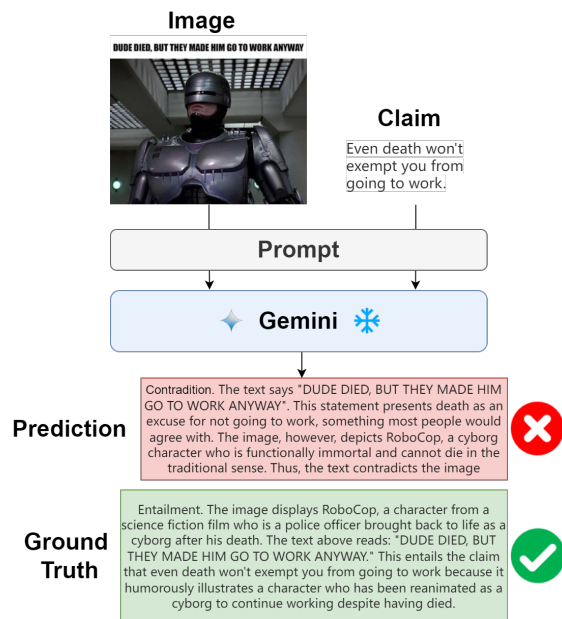 Image
DUDE DIED, BUT THEY MADE HIM GO TO WORK ANYWAY
Claim
Even death won't
exempt you from
going to work.
Prompt
Gemini
Prediction
Contradition. The text says "DUDE DIED, BUT THEY MADE HIM
GO TO WORK ANYWAY". This statement presents death as an
excuse for not going to work, something most people would
agree with. The image, however, depicts RoboCop, a cyborg
character who is functionally immortal and cannot die in the
traditional sense. Thus, the text contradicts the image
Ground
Truth
Entailment. The image displays RoboCop, a character from a
science fiction film who is a police officer brought back to life as a
cyborg after his death. The text above reads: "DUDE DIED, BUT
THEY MADE HIM GO TO WORK ANYWAY." This entails the claim
that even death won't exempt you from going to work because it
humorously illustrates a character who has been reanimated as a
cyborg to continue working despite having died.